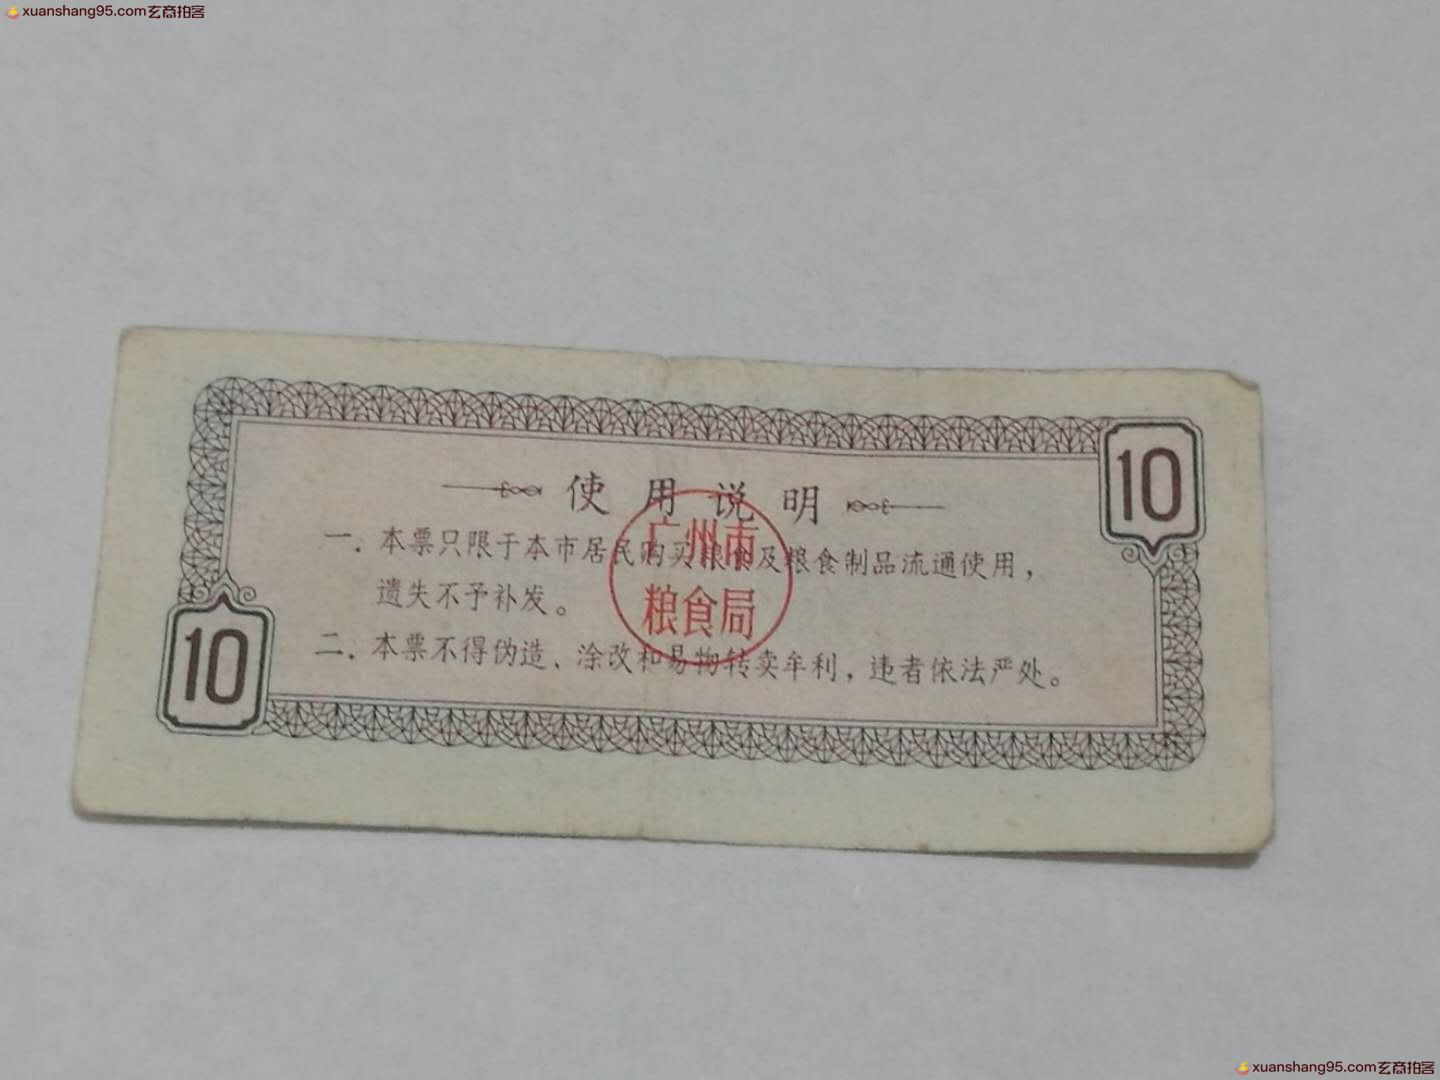 xuanshang95.com玄商拍客
使用说明
10
一．本票只限于本市居民购买粮食及粮食制品流通使用，
遗失不予补发。
广州市
粮食局
10
二．本票不得伪造、涂改和易物转卖牟利，违者依法严处。
xuanshang95.com玄商拍客